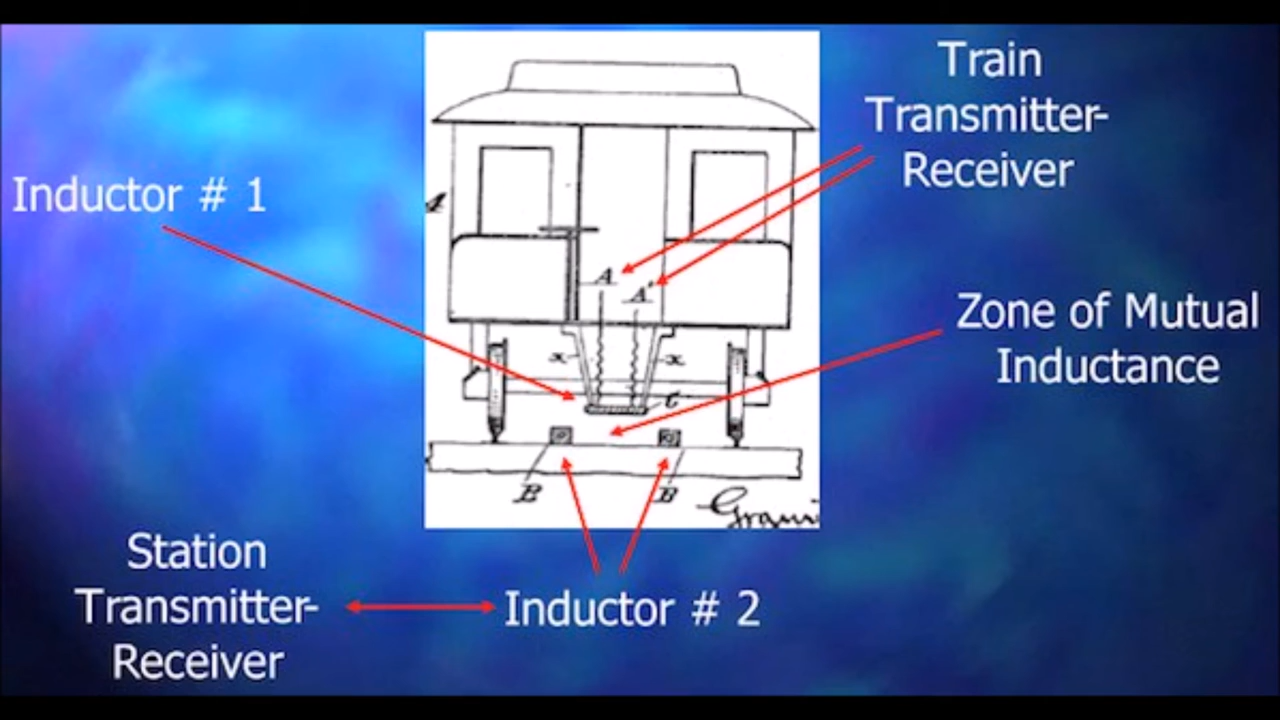 Train
Transmitter-
Receiver
Inductor # 1
A
A'
Zone of Mutual
Inductance
x
x
C
B
B
Station
Transmitter-
Receiver
Inductor # 2